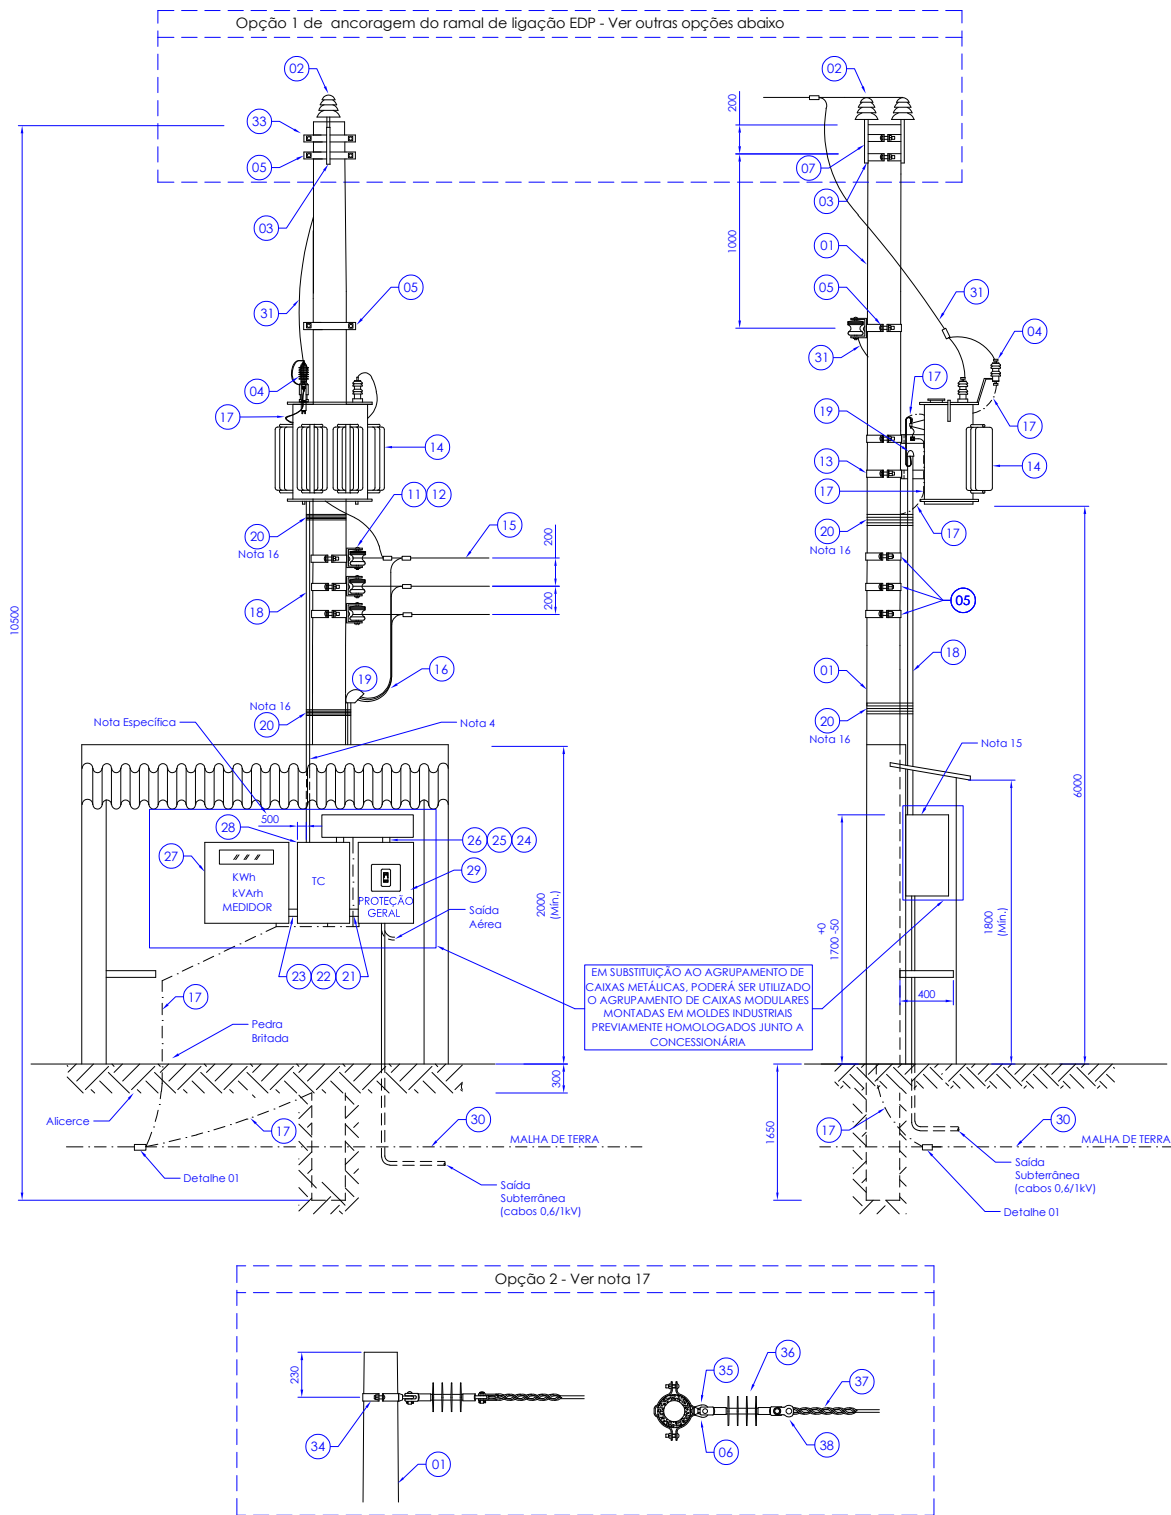 Opção 1 de ancoragem do ramal de ligação EDP - Ver outras opções abaixo
02
33
05
03
31
05
04
17
14
11 12
15
20
Nota 16
200
200
18
16
19
Nota 16
20
Nota Específica
Nota 4
10500
500
28
27
KWh
kVArh
MEDIDOR
TC
PROTEÇÃO
GERAL
26 25 24
29
Saída
Aérea
23 22 21
17
Pedra
Britada
2000
(Mín.)
300
Alicerce
17
30
MALHA DE TERRA
Detalhe 01
Saída
Subterrânea
(cabos 0,6/1kV)
EM SUBSTITUIÇÃO AO AGRUPAMENTO DE
CAIXAS METÁLICAS, PODERÁ SER UTILIZADO
O AGRUPAMENTO DE CAIXAS MODULARES
MONTADAS EM MOLDES INDUSTRIAIS
PREVIAMENTE HOMOLOGADOS JUNTO A
CONCESSIONÁRIA
02
200
07
03
1000
01
05
31
31
04
17
17
19
13
14
17
17
20
Nota 16
05
18
01
20
Nota 16
Nota 15
6000
+0
1700 -50
1800
(Mín.)
400
1650
17
30
MALHA DE TERRA
Saída
Subterrânea
(cabos 0,6/1kV)
Detalhe 01
Opção 2 - Ver nota 17
230
34
01
35
36
37
06
38